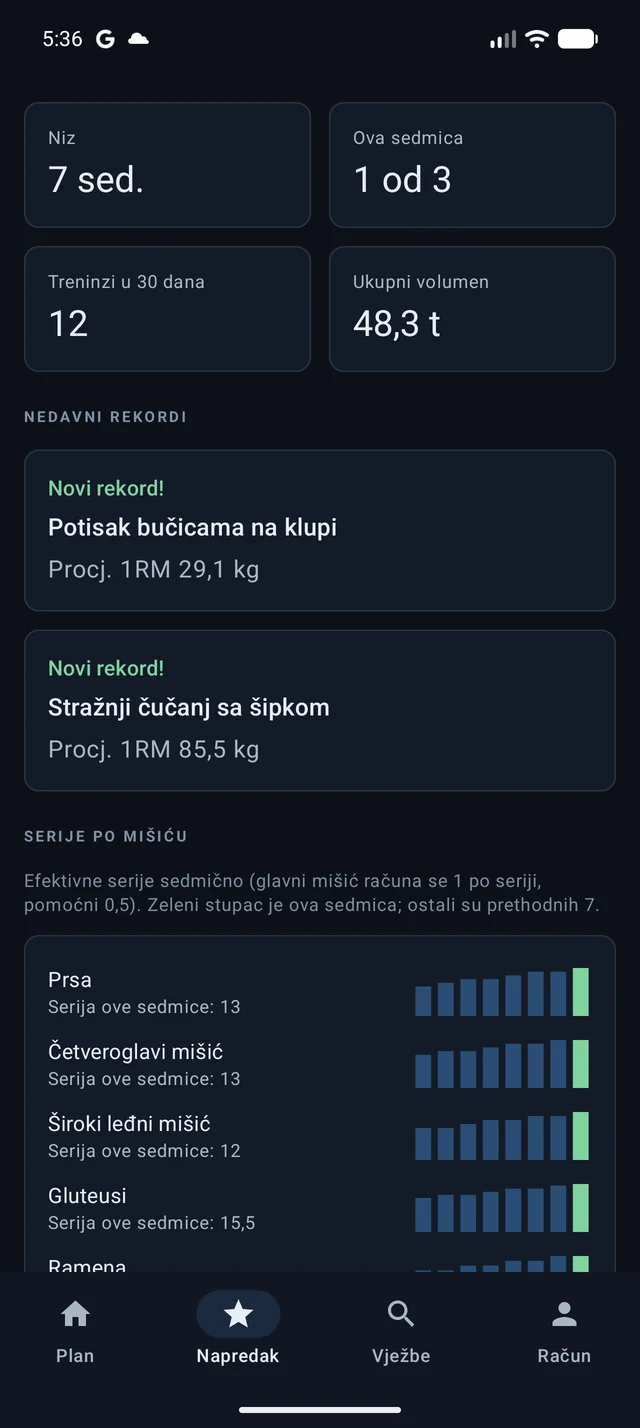 5:36
Niz
7 sed.
Ova sedmica
1 od 3
Treninzi u 30 dana
12
Ukupni volumen
48,3 t
NEDAVNI REKORDI
Novi rekord!
Potisak bučicama na klupi
Procj. 1RM 29,1 kg
Novi rekord!
Stražnji čučanj sa šipkom
Procj. 1RM 85,5 kg
SERIJE PO MIŠIĆU
Efektivne serije sedmično (glavni mišić računa se 1 po seriji,
pomoćni 0,5). Zeleni stupac je ova sedmica; ostali su prethodnih 7.
Prsa
Serija ove sedmice: 13
Četveroglavi mišić
Serija ove sedmice: 13
Široki leđni mišić
Serija ove sedmice: 12
Gluteusi
Serija ove sedmice: 15,5
Ramena
Plan
Napredak
Vježbe
Račun